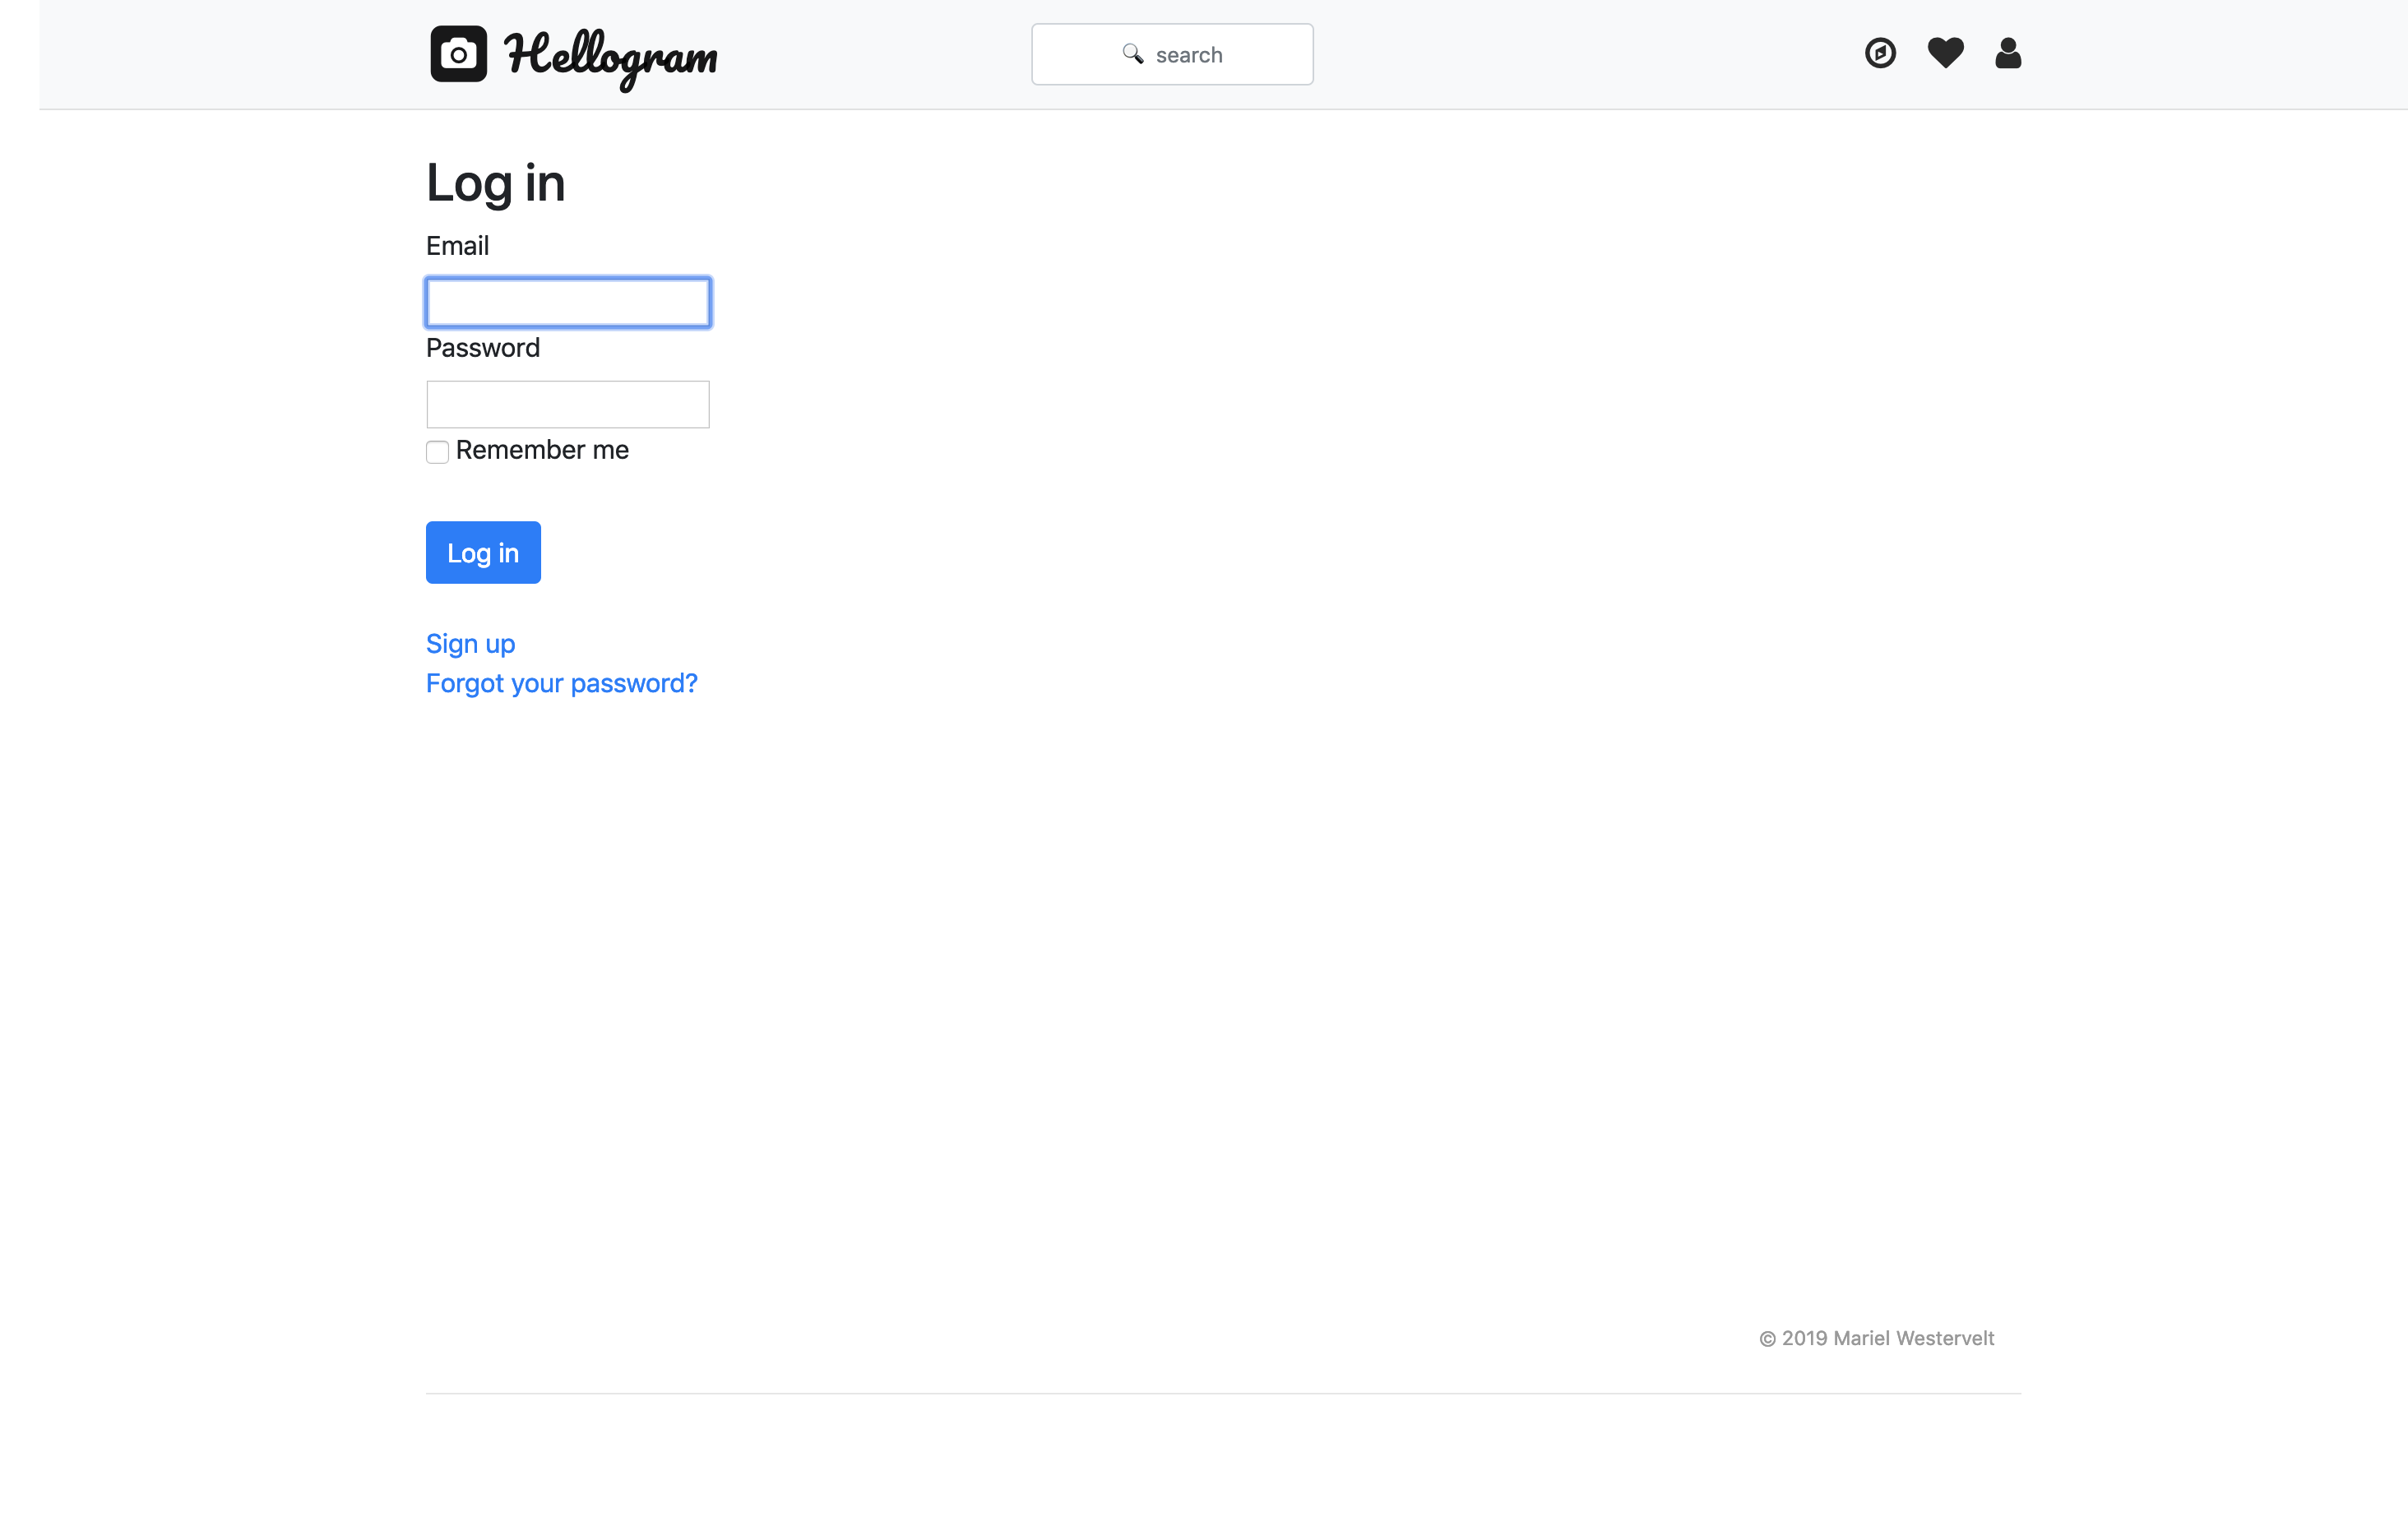 Hellogram
search
Log in
Email
Password
Remember me
Log in
Sign up
Forgot your password?
© 2019 Mariel Westervelt